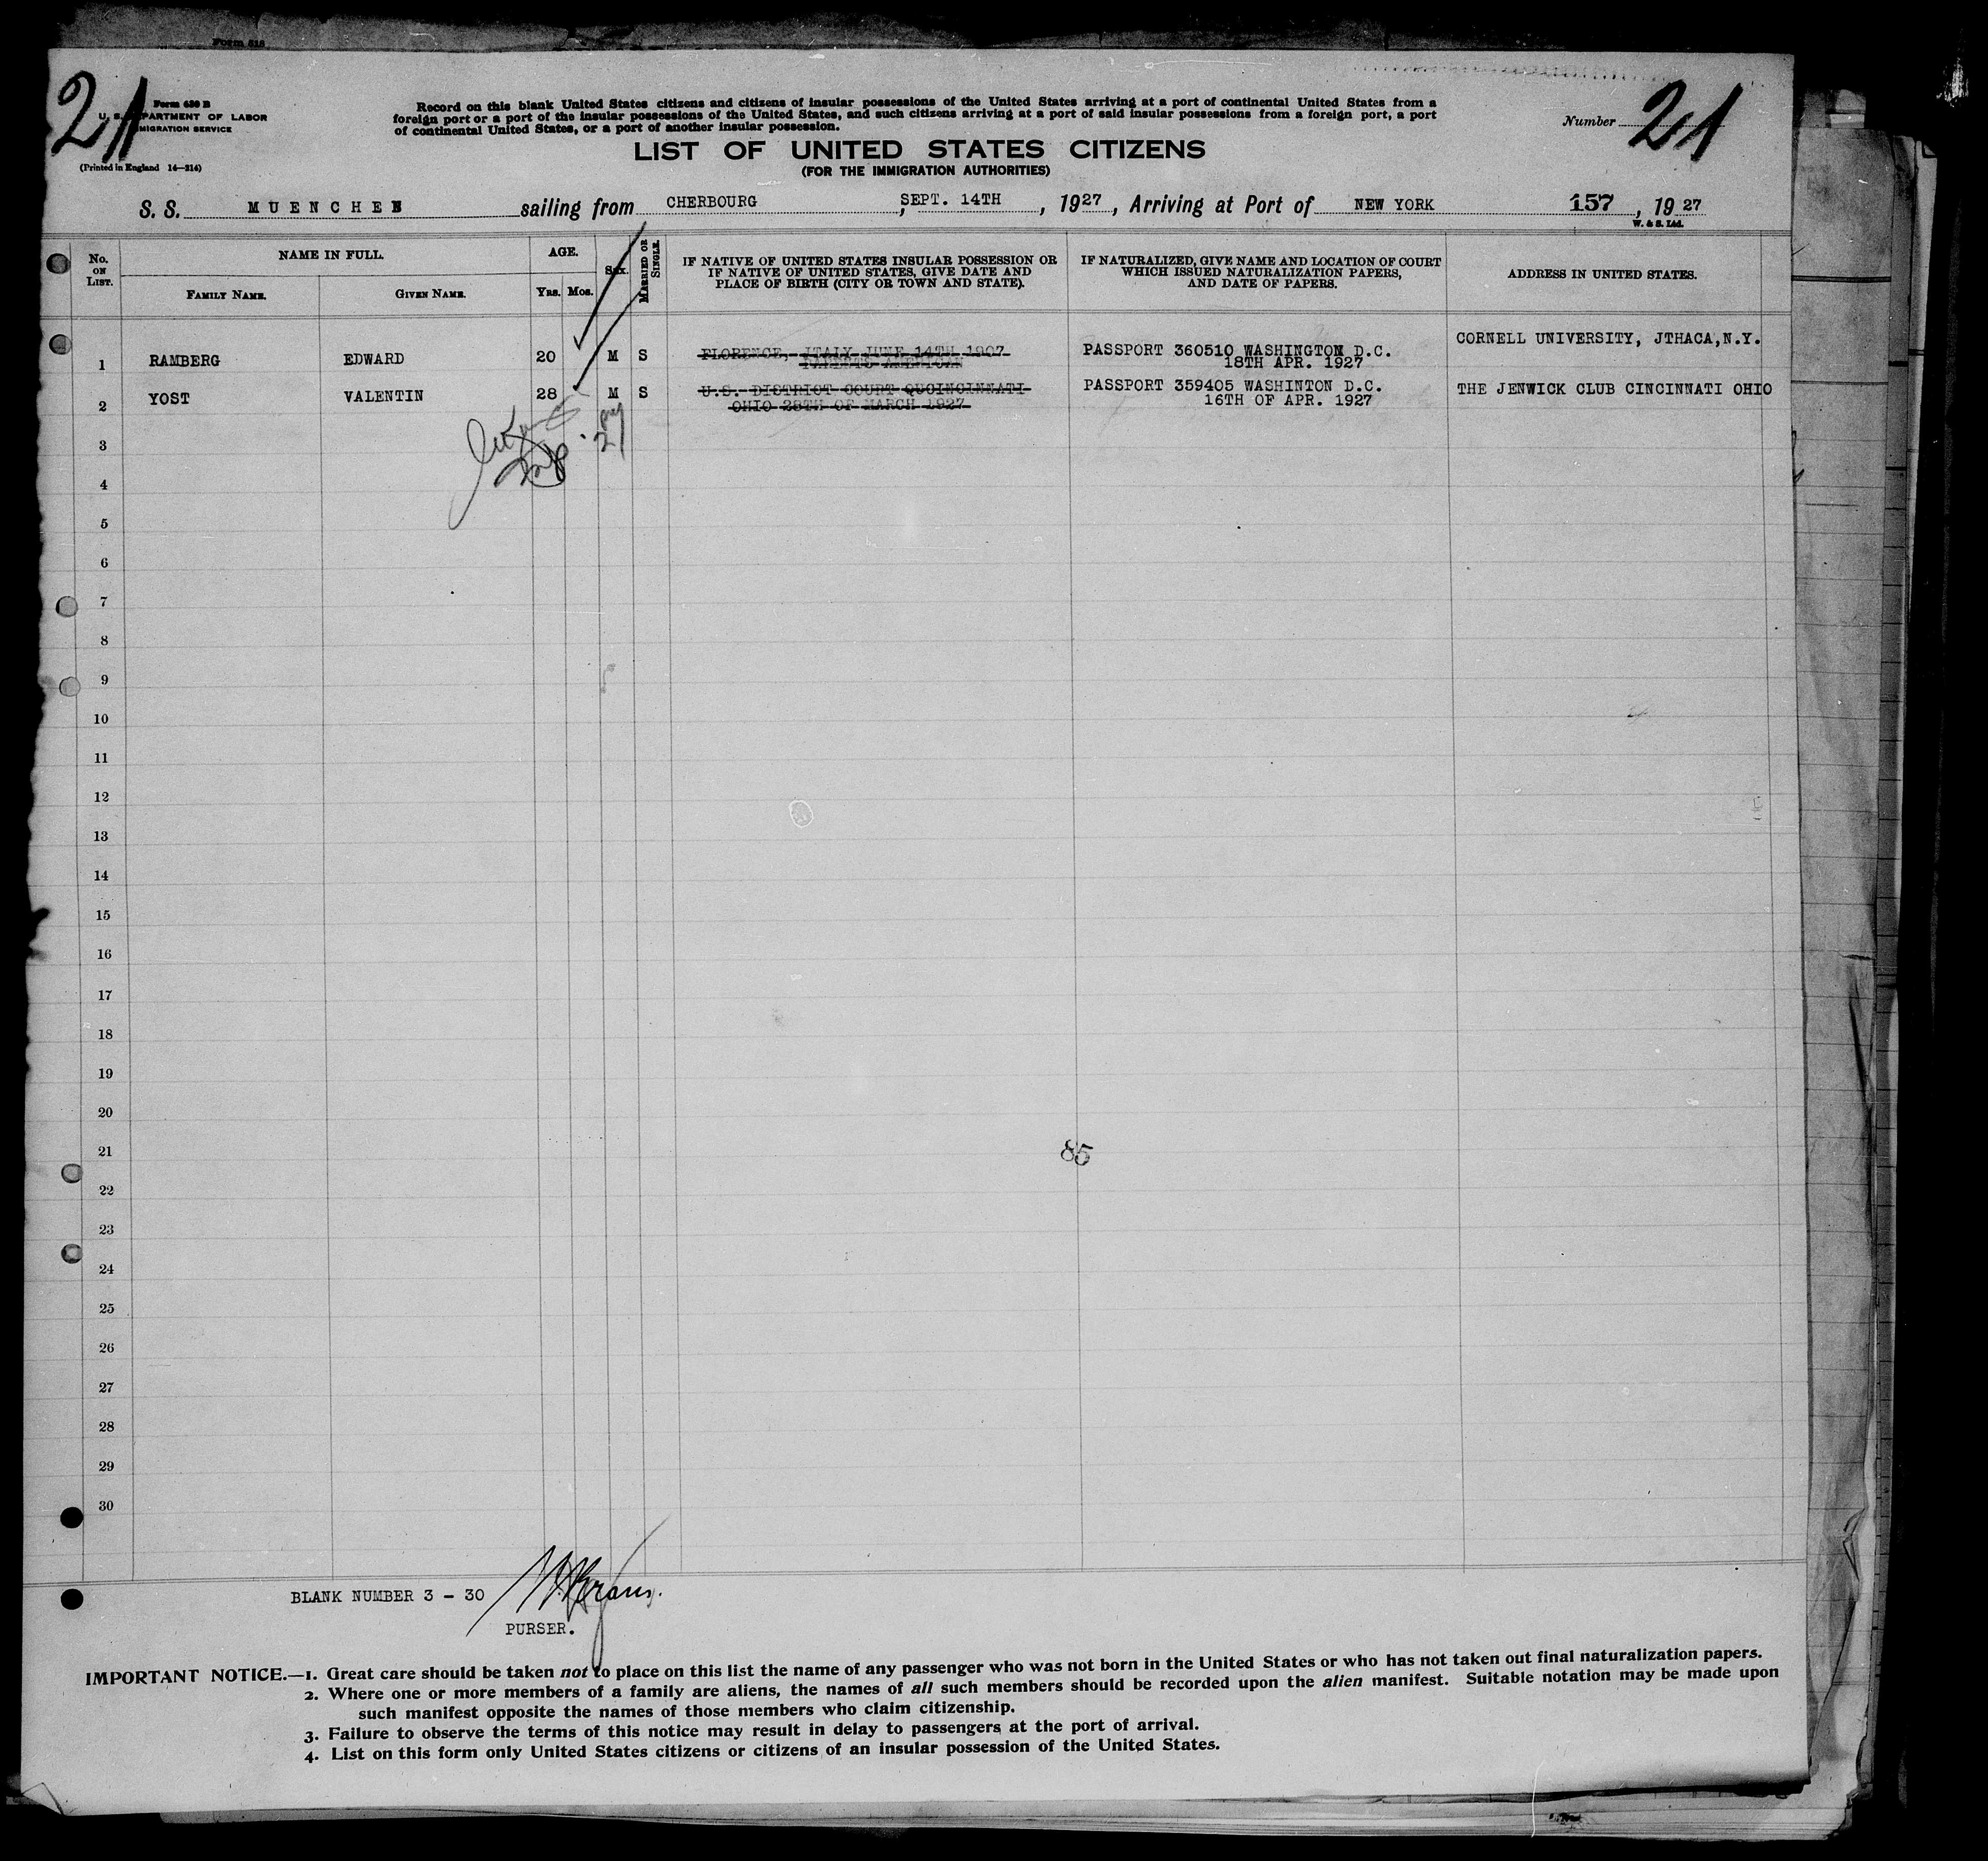 Form 618
21
Form 630 B
U. S. DEPARTMENT OF LABOR
IMMIGRATION SERVICE
(Printed in England 14—214)
Record on this blank United States citizens and citizens of insular possessions of the United States arriving at a port of continental United States from a
foreign port or a port of the insular possessions of the United States, and such citizens arriving at a port of said insular possessions from a foreign port, a port
of continental United States, or a port of another insular possession.
Number 21
LIST OF UNITED STATES CITIZENS
(FOR THE IMMIGRATION AUTHORITIES)
S. S. MUENCHEN sailing from CHERBOURG, SEPT. 14TH, 1927, Arriving at Port of NEW YORK 157, 1927
W. & S. Ltd.
No. ON LIST. NAME IN FULL. AGE. Sex. MARRIED OR SINGLE. IF NATIVE OF UNITED STATES INSULAR POSSESSION OR IF NATIVE OF UNITED STATES, GIVE DATE AND PLACE OF BIRTH (CITY OR TOWN AND STATE). IF NATURALIZED, GIVE NAME AND LOCATION OF COURT WHICH ISSUED NATURALIZATION PAPERS, AND DATE OF PAPERS. ADDRESS IN UNITED STATES.
FAMILY NAME. GIVEN NAME. Yrs. Mos.
1 RAMBERG EDWARD 20 M S FLORENCE, ITALY JUNE 14TH 1907 PASSPORT 360510 WASHINGTON D.C. CORNELL UNIVERSITY, JTHACA,N.Y.
PARENTS AMERICAN 18TH APR. 1927
2 YOST VALENTIN 28 M S U.S. DISTRICT COURT QUCINCINNATI PASSPORT 359405 WASHINTON D.C. THE JENWICK CLUB CINCINNATI OHIO
OHIO 28TH OF MARCH 1927 16TH OF APR. 1927
3
4
5
6
7
8
9
10
11
12
13
14
15
16
17
18
19
20
21
85
22
23
24
25
26
27
28
29
30
BLANK NUMBER 3 - 30
PURSER.
IMPORTANT NOTICE.—1. Great care should be taken not to place on this list the name of any passenger who was not born in the United States or who has not taken out final naturalization papers.
2. Where one or more members of a family are aliens, the names of all such members should be recorded upon the alien manifest. Suitable notation may be made upon
such manifest opposite the names of those members who claim citizenship.
3. Failure to observe the terms of this notice may result in delay to passengers at the port of arrival.
4. List on this form only United States citizens or citizens of an insular possession of the United States.